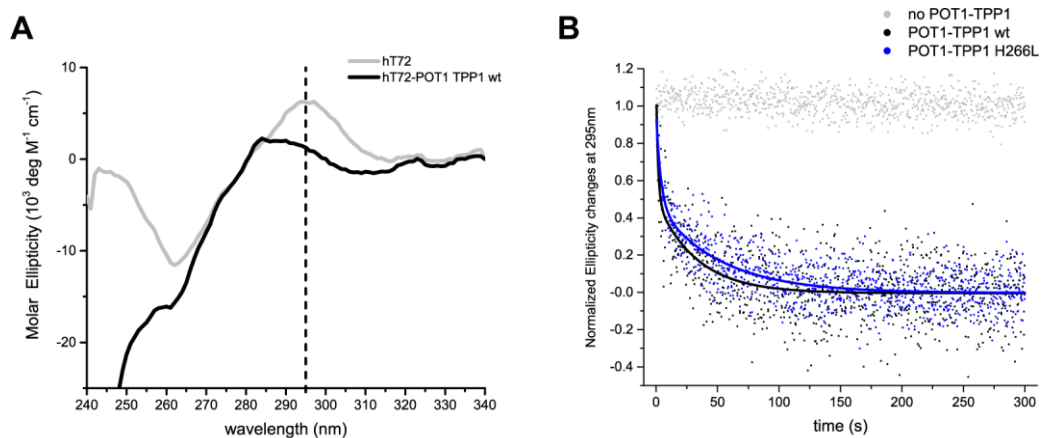 A
hT72
hT72-POT1 TPP1 wt
10
0
-10
-20
Molar Ellipticity (10³ deg M⁻¹ cm⁻¹)
240 250 260 270 280 290 300 310 320 330 340
wavelength (nm)
B
no POT1-TPP1
POT1-TPP1 wt
POT1-TPP1 H266L
1.2
1.0
0.8
0.6
0.4
0.2
-0.0
-0.2
-0.4
Normalized Ellipticity changes at 295nm
0 50 100 150 200 250 300
time (s)